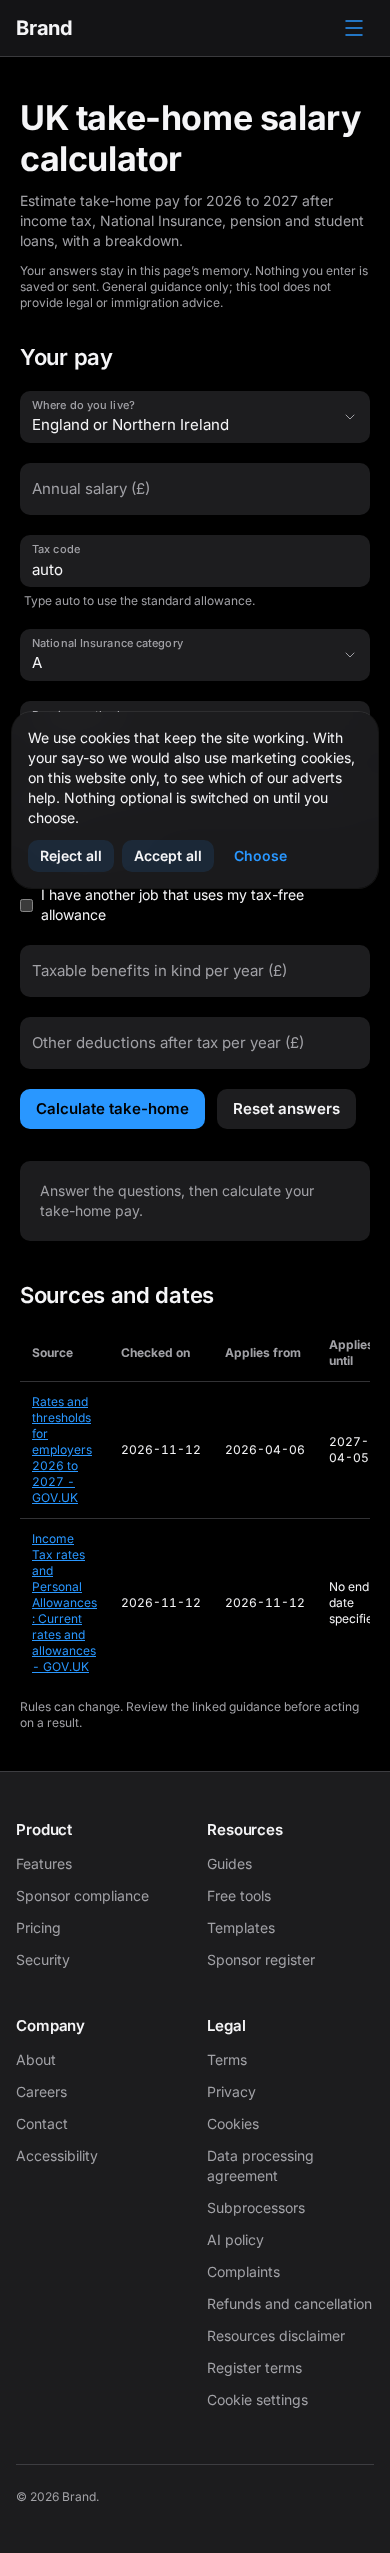 Brand
UK take-home salary
calculator
Estimate take-home pay for 2026 to 2027 after
income tax, National Insurance, pension and student
loans, with a breakdown.
Your answers stay in this page's memory. Nothing you enter is
saved or sent. General guidance only; this tool does not
provide legal or immigration advice.
Your pay
Where do you live?
England or Northern Ireland
Annual salary (£)
Tax code
auto
Type auto to use the standard allowance.
National Insurance category
A
We use cookies that keep the site working. With
your say-so we would also use marketing cookies,
on this website only, to see which of our adverts
help. Nothing optional is switched on until you
choose.
Reject all Accept all Choose
I have another job that uses my tax-free
allowance
Taxable benefits in kind per year (£)
Other deductions after tax per year (£)
Calculate take-home Reset answers
Answer the questions, then calculate your
take-home pay.
Sources and dates
Source Checked on Applies from Applies
until
Rates and
thresholds
for
employers
2026 to
2027 -
GOV.UK
2026-11-12 2026-04-06 2027-
04-05
Income
Tax rates
and
Personal
Allowances
: Current
rates and
allowances
- GOV.UK
2026-11-12 2026-11-12 No end
date
specifie
Rules can change. Review the linked guidance before acting
on a result.
Product
Features
Sponsor compliance
Pricing
Security
Resources
Guides
Free tools
Templates
Sponsor register
Company
About
Careers
Contact
Accessibility
Legal
Terms
Privacy
Cookies
Data processing
agreement
Subprocessors
AI policy
Complaints
Refunds and cancellation
Resources disclaimer
Register terms
Cookie settings
© 2026 Brand.